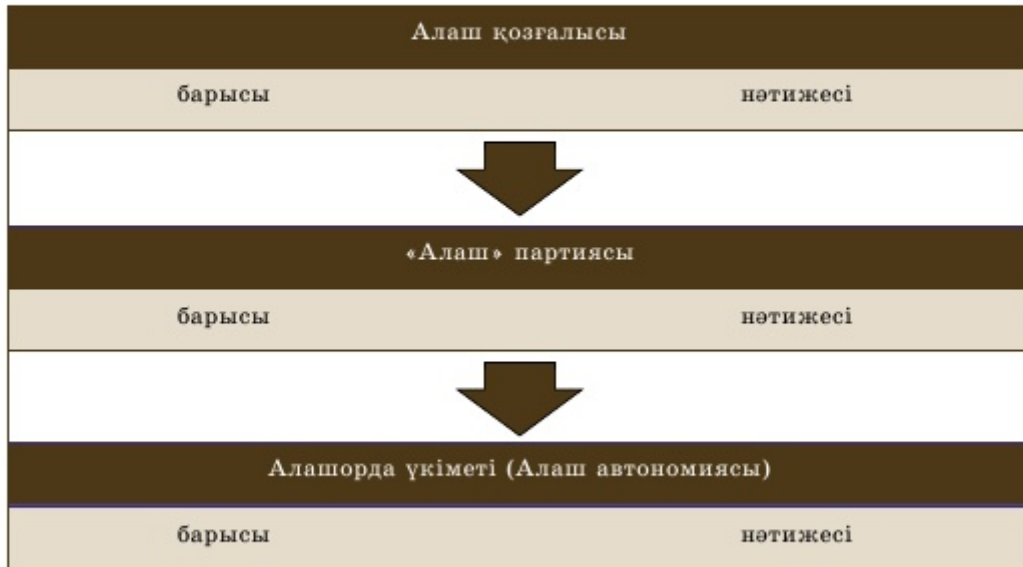 Алаш қозғалысы
барысы нәтижесі
«Алаш» партиясы
барысы нәтижесі
Алашорда үкіметі (Алаш автономиясы)
барысы нәтижесі